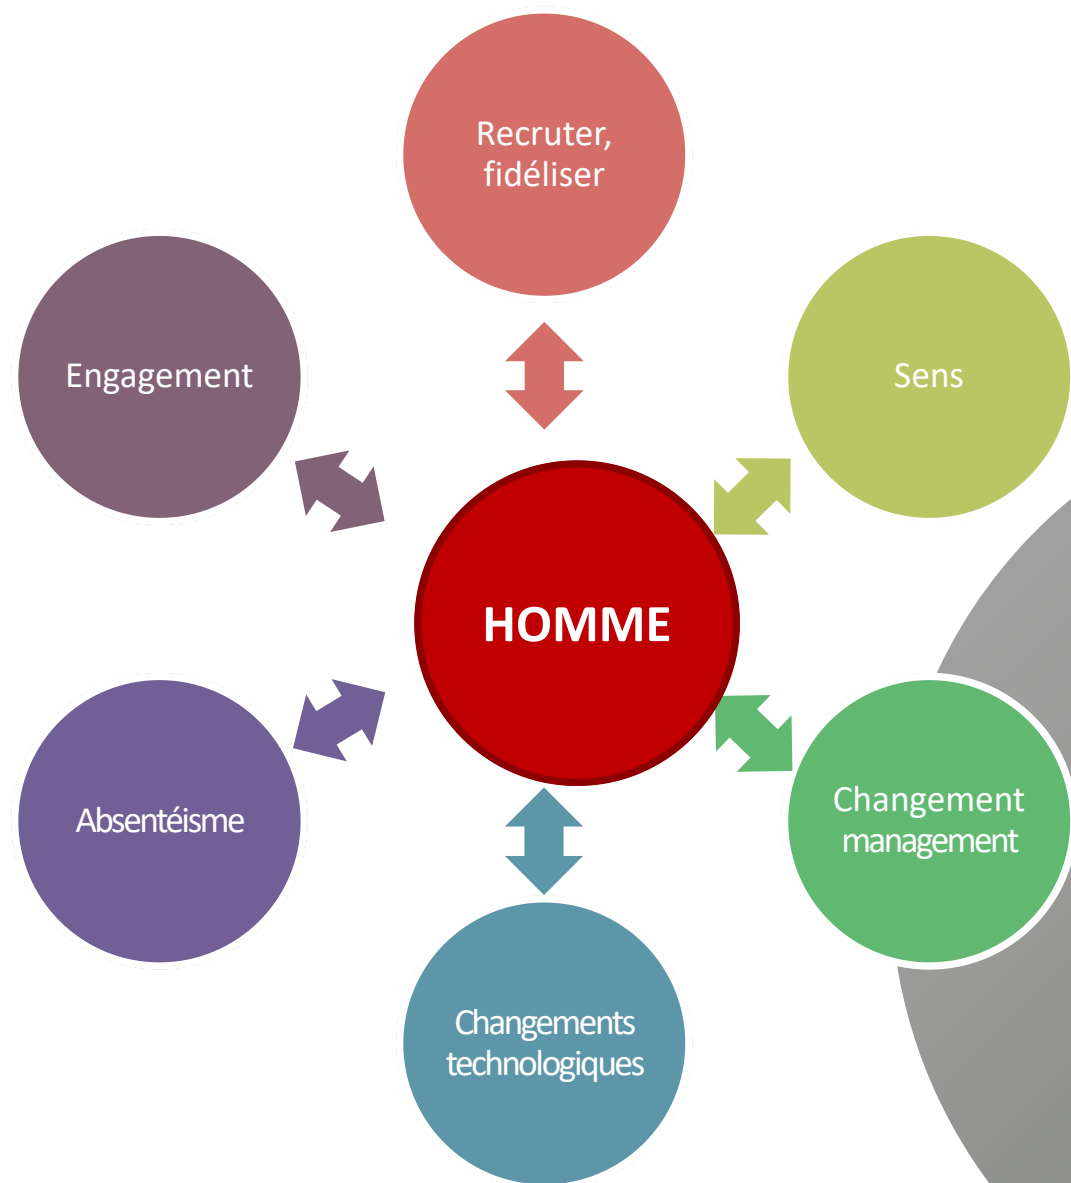 Recruter,
fidéliser
Engagement
Sens
HOMME
Absentéisme
Changement
management
Changements
technologiques